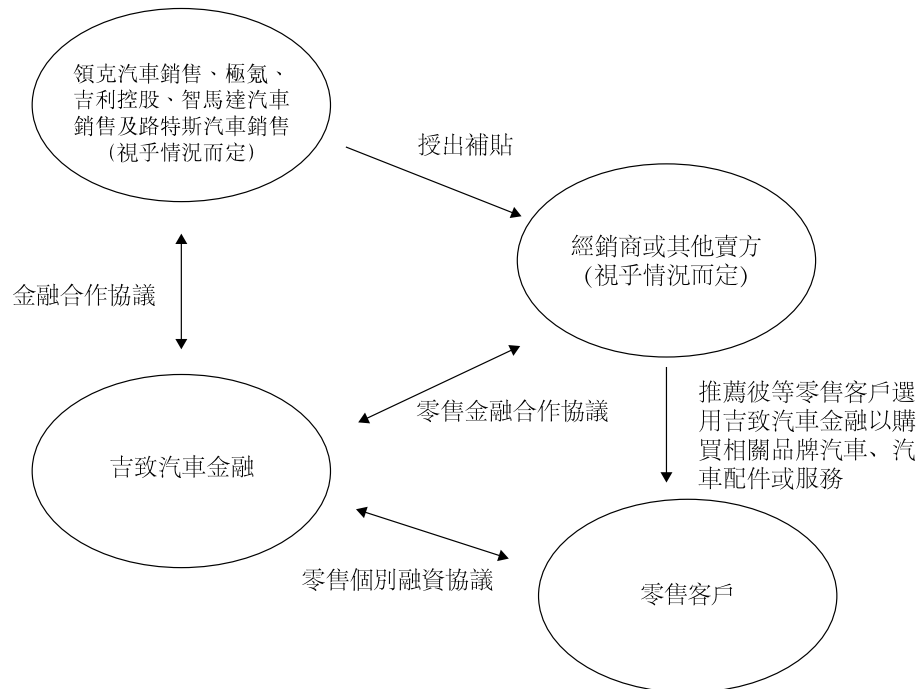 領克汽車銷售、極氪、
吉利控股、智馬達汽車
銷售及路特斯汽車銷售
(視乎情況而定)
授出補貼
經銷商或其他賣方
(視乎情況而定)
金融合作協議
零售金融合作協議
推薦彼等零售客戶選
用吉致汽車金融以購
買相關品牌汽車、汽
車配件或服務
吉致汽車金融
零售個別融資協議
零售客戶